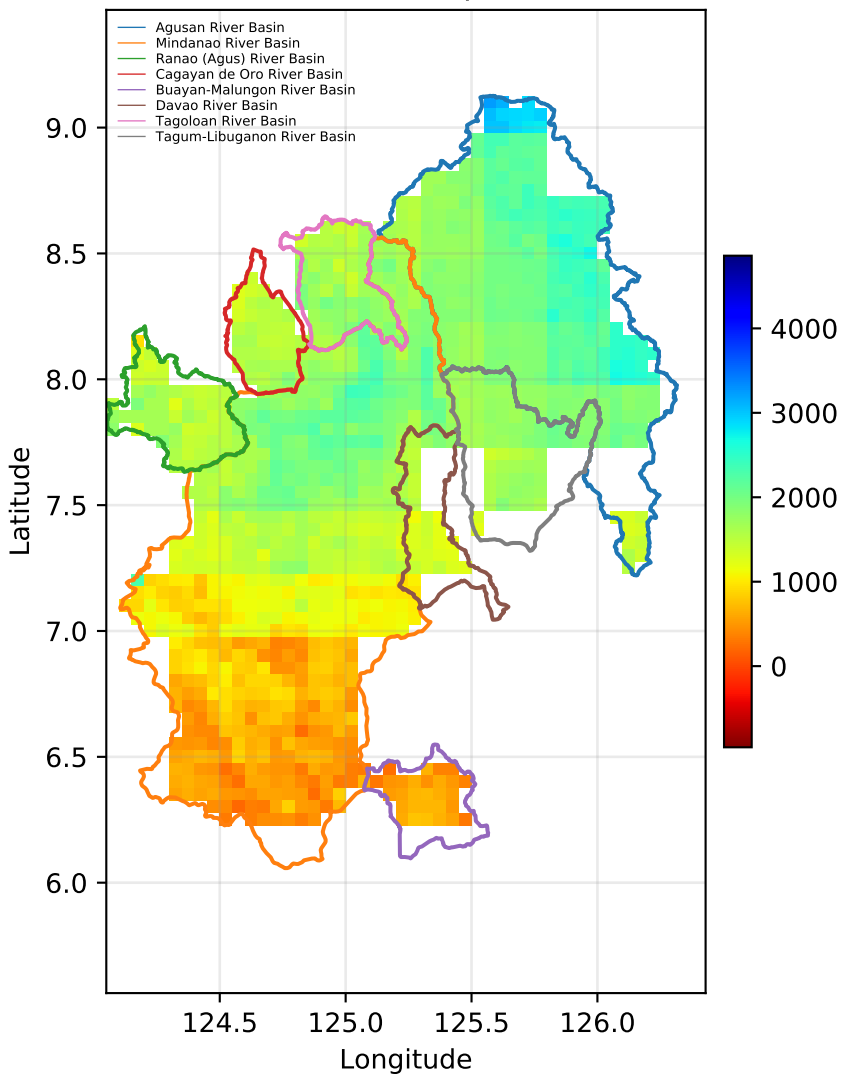 Agusan River Basin
Mindanao River Basin
Ranao (Agus) River Basin
Cagayan de Oro River Basin
Buayan-Malungon River Basin
Davao River Basin
Tagoloan River Basin
Tagum-Libuganon River Basin
9.0
8.5
8.0
7.5
7.0
6.5
6.0
Latitude
124.5 125.0 125.5 126.0
Longitude
4000
3000
2000
1000
0